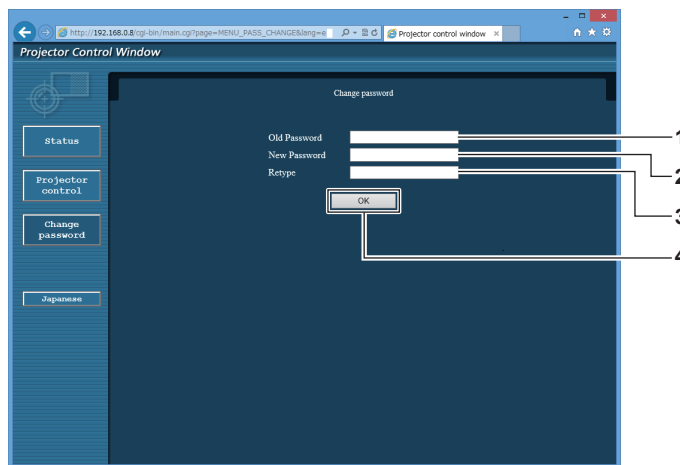 http://192.168.0.8/cgi-bin/main.cgi?page=MENU_PASS_CHANGE&lang=e
Projector control window
Projector Control Window
Change password
Status
Projector
control
Change
password
Japanese
Old Password
New Password
Retype
OK
1
2
3
4